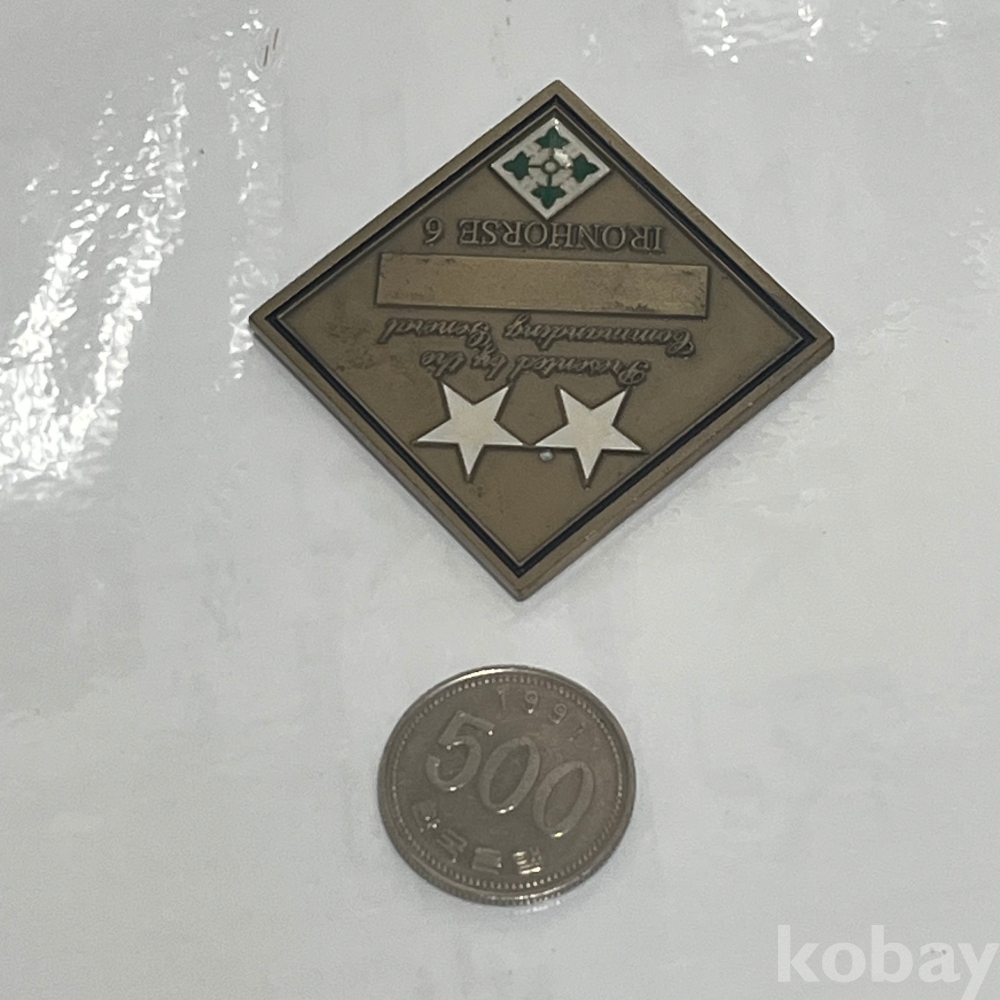 Presented by the
Commanding General
IRONHORSE 6
1991
500
한국은행
kobay